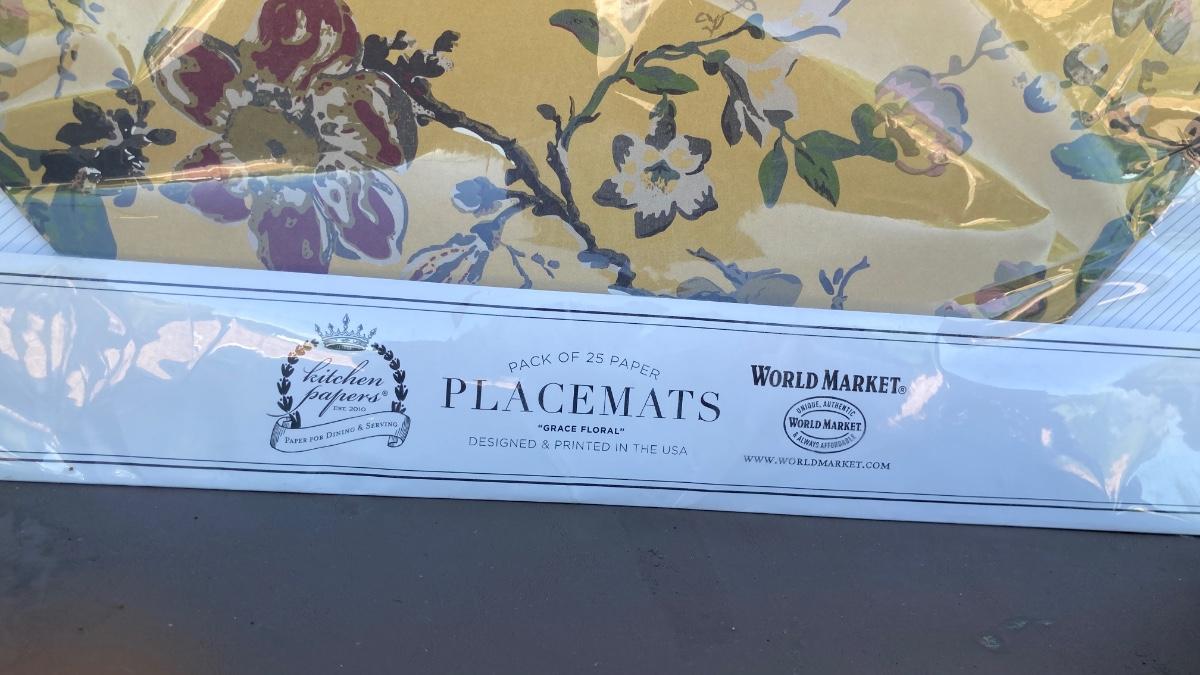 kitchen
papers®
EST. 2010
PAPER FOR DINING & SERVING
PACK OF 25 PAPER
PLACEMATS
"GRACE FLORAL"
DESIGNED & PRINTED IN THE USA
WORLD MARKET®
UNIQUE, AUTHENTIC
WORLD MARKET
& ALWAYS AFFORDABLE
WWW.WORLDMARKET.COM